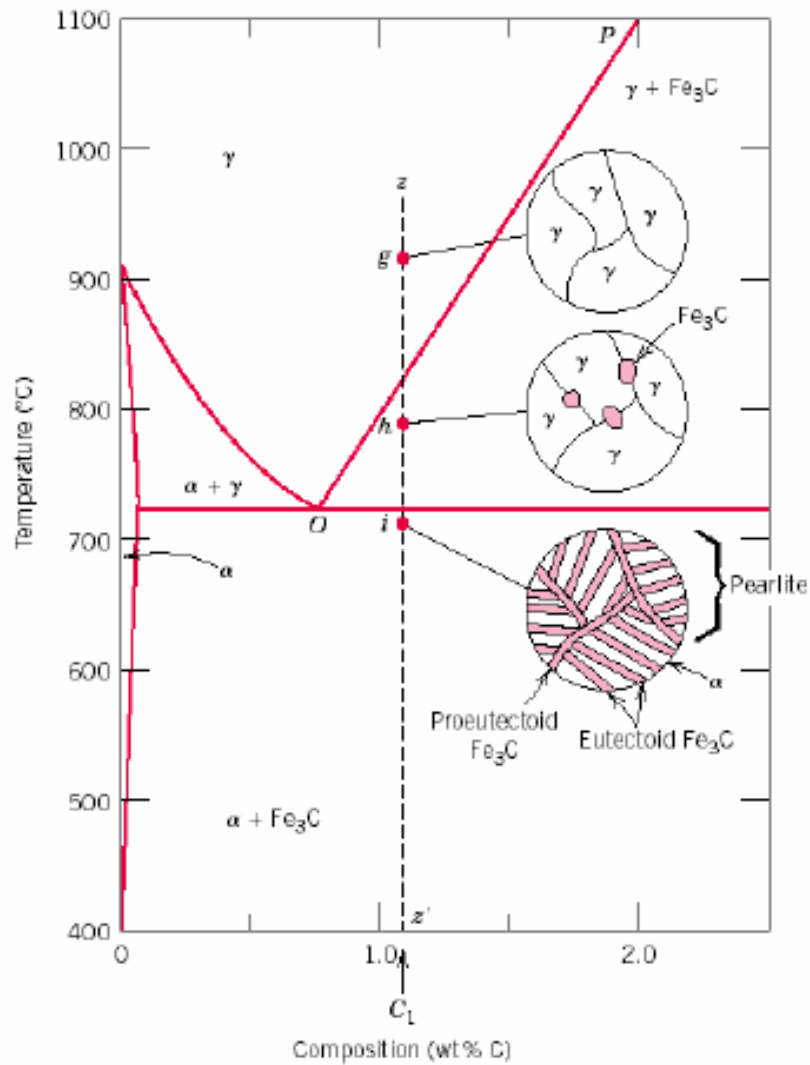 1100
P
γ + Fe₃C
1000
γ
z
γ
γ
γ
γ
g
900
Fe₃C
γ
γ
γ
γ
h
800
Temperature (°C)
α + γ
O
i
700
α
Pearlite
600
α
Proeutectoid
Fe₃C
Eutectoid Fe₃C
500
α + Fe₃C
z'
400
0
1.0
2.0
C₁
Composition (wt% C)